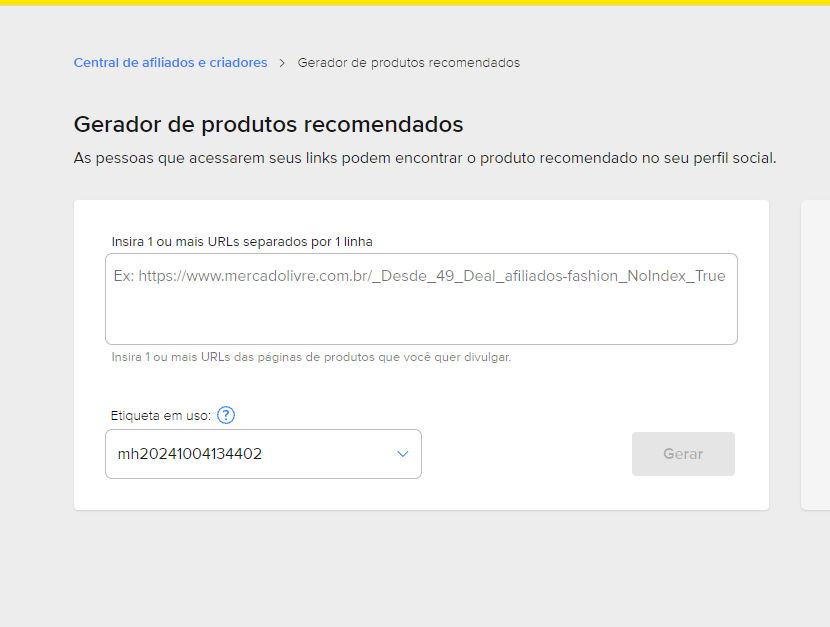 Central de afiliados e criadores > Gerador de produtos recomendados
Gerador de produtos recomendados
As pessoas que acessarem seus links podem encontrar o produto recomendado no seu perfil social.
Insira 1 ou mais URLs separados por 1 linha
Ex: https://www.mercadolivre.com.br/_Desde_49_Deal_afiliados-fashion_NoIndex_True
Insira 1 ou mais URLs das páginas de produtos que você quer divulgar.
Etiqueta em uso: ?
mh20241004134402
Gerar